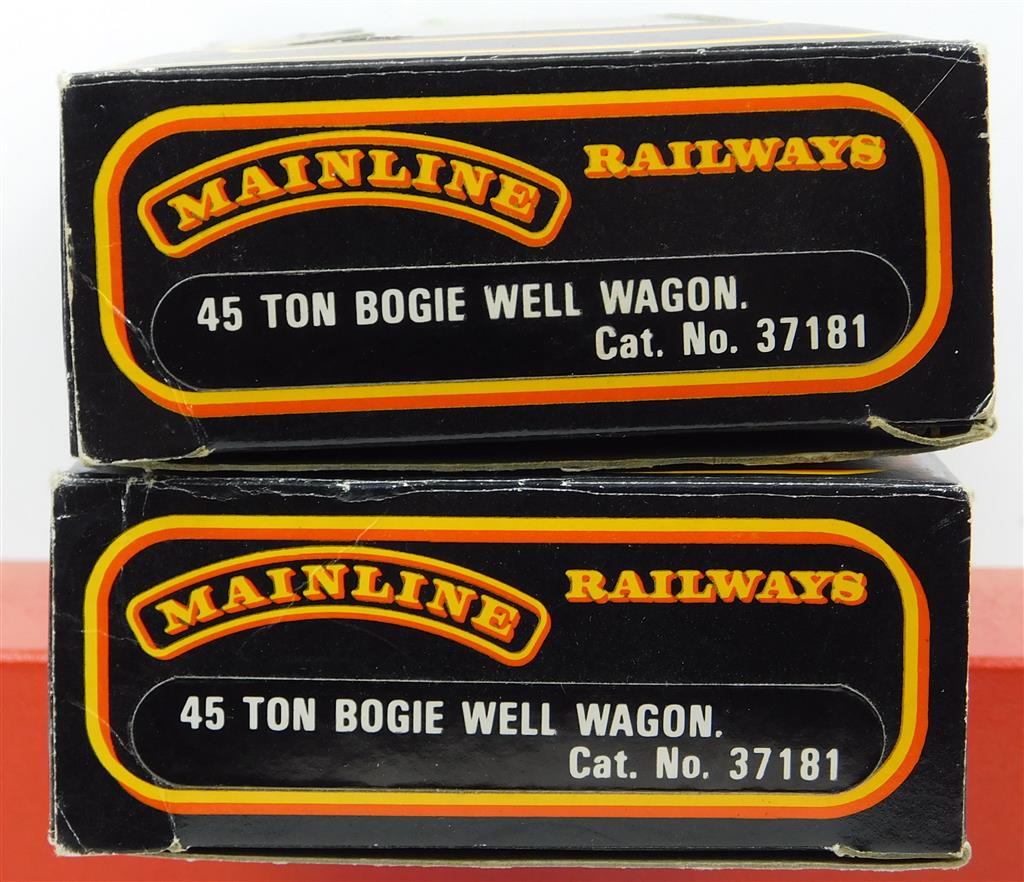 MAINLINE RAILWAYS
45 TON BOGIE WELL WAGON.
Cat. No. 37181
MAINLINE RAILWAYS
45 TON BOGIE WELL WAGON.
Cat. No. 37181